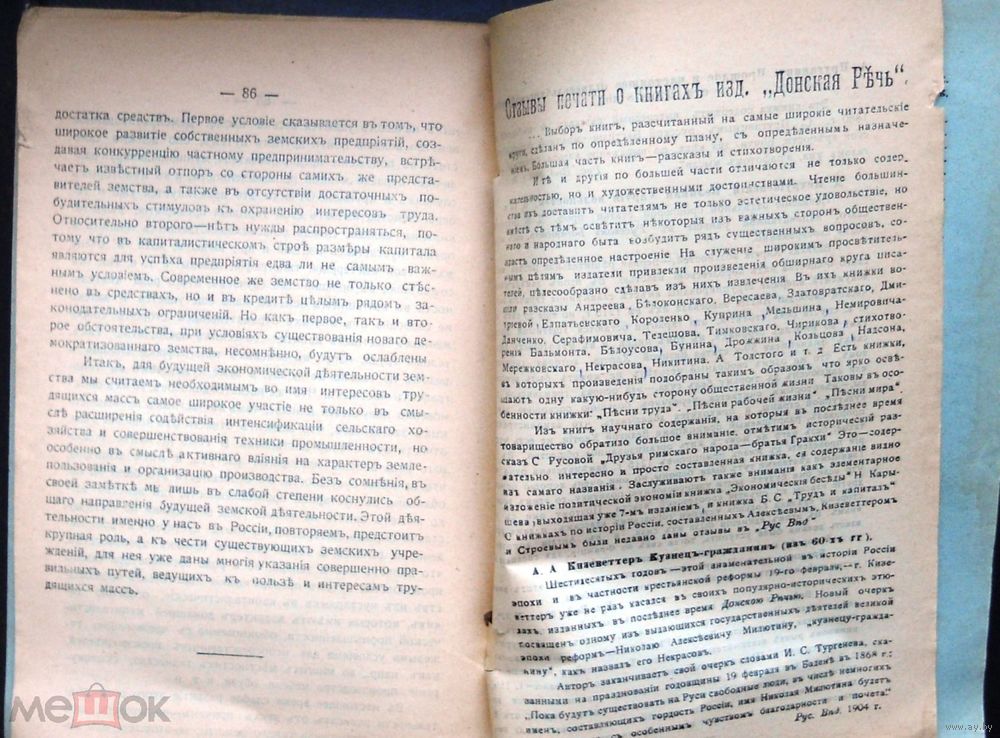 — 86 —
достатка средствъ. Первое условіе сказывается въ томъ, что
широкое развитіе собственныхъ земскихъ предпріятій, соз-
давая конкурренцію частному предпринимательству, встрѣ-
чаетъ извѣстный отпоръ со стороны самихъ же предста-
вителей земства, а также въ отсутствіи достаточныхъ по-
будительныхъ стимуловъ къ охраненію интересовъ труда.
Относительно второго—нѣтъ нужды распространяться, по-
тому что въ капиталистическомъ строѣ размѣры капитала
являются для успѣха предпріятія едва ли не самымъ важ-
нымъ условіемъ. Современное же земство не только стѣс-
нено въ средствахъ, но и въ кредитѣ цѣлымъ рядомъ за-
конодательныхъ ограниченій. Но какъ первое, такъ и вто-
рое обстоятельства, при условіяхъ существованія новаго де-
мократизованнаго земства, несомнѣнно, будутъ ослаблены
Итакъ, для будущей экономической дѣятельности зем-
ства мы считаемъ необходимымъ во имя интересовъ тру-
дящихся массъ самое широкое участіе не только въ смы-
слѣ расширенія содѣйствія интенсификаціи сельскаго хо-
зяйства и совершенствованія техники промышленности, но
особенно въ смыслѣ активнаго вліянія на характеръ земле-
пользованія и организацію производства. Безъ сомнѣнія, въ
своей замѣткѣ мы лишь въ слабой степени коснулись об-
щаго направленія будущей земской дѣятельности. Этой дѣя-
тельности именно у насъ въ Россіи, повторяемъ, предстоитъ
крупная роль, а къ чести существующихъ земскихъ учре-
жденій, для нея уже даны многія указанія совершенно пра-
вильныхъ путей, ведущихъ къ пользѣ и интересамъ тру-
дящихся массъ.
Отзывы печати о книгахъ изд. „Донская Рѣчь“.
... Выборъ книгъ, разсчитанный на самые широкіе читательскіе
круги, сдѣланъ по опредѣленному плану, съ опредѣленнымъ назначе-
ніемъ. Большая часть книгъ—разсказы и стихотворенія.
И тѣ и другія по большей части отличаются не только содер-
жательностью, но и художественными достоинствами. Чтеніе большин-
ства ихъ доставитъ читателямъ не только эстетическое удовольствіе, но
вмѣстѣ съ тѣмъ освѣтитъ нѣкоторыя изъ важныхъ сторонъ обществен-
наго и народнаго быта возбудитъ рядъ существенныхъ вопросовъ, со-
здастъ опредѣленное настроеніе На служеніе широкимъ просвѣтитель-
нымъ цѣлямъ издатели привлекли произведенія обширнаго круга писа-
телей, цѣлесообразно сдѣлавъ изъ нихъ извлеченія Въ ихъ книжки во-
шли разсказы Андреева, Бѣлоконскаго, Вересаева, Златовратскаго, Дми-
тріевой Елпатьевскаго, Короленко, Куприна Мельшина, Немировича-
Данченко, Серафимовича, Телешова, Тимковскаго, Чирикова, стихотво-
ренія Бальмонта, Бѣлоусова, Бунина, Дрожжина Кольцова, Надсона,
Мережковскаго, Некрасова, Никитина. А Толстого и т. д Есть книжки,
въ которыхъ произведенія подобраны такимъ образомъ что ярко освѣ-
щаютъ одну какую-нибудь сторону общественной жизни Таковы въ осо-
бенности книжки: „Пѣсни труда“. „Пѣсни рабочей жизни“, „Пѣсни мира“
Изъ книгъ научнаго содержанія, на которыя въ послѣднее время
товарищество обратило большое вниманіе. отмѣтимъ историческій раз-
сказъ С Русовой „Друзья римскаго народа—братья Гракхи“ Это—содер-
жательно интересно и просто составленная книжка, ея содержаніе видно
изъ самаго названія. Заслуживаютъ также вниманія какъ элементарное
изложеніе политической экономіи книжка „Экономическія бесѣды“ Н Кары-
шева (выходящая уже 7-мъ изданіемъ), и книжка Б. С „Трудъ и капиталъ“
С книжкахъ по исторіи Россіи, составленныхъ Алексѣевымъ, Кизеветтеромъ
и Строевымъ были недавно даны отзывы въ „Рус Вѣд“.
А. А Кизеветтеръ Кузнецъ-гражданинъ (изъ 60-хъ гг).
Шестидесятыхъ годовъ—этой знаменательной въ исторіи Россіи
эпохи и въ частности крестьянской реформы 19-го февраля,—г. Кизе-
веттеръ уже не разъ касался въ своихъ популярно-историческихъ этю-
дахъ, изданныхъ въ послѣднее время Донскою Рѣчью. Новый очеркъ
посвященъ одному изъ выдающихся государственныхъ дѣятелей великой
эпохи реформъ—Николаю Алексѣевичу Милютину, „кузнецу-гражда-
нину“, какъ назвалъ его Некрасовъ.
Авторъ заканчиваетъ свой очеркъ словами И. С. Тургенева, ска-
занными на празднованіи годовщины 19 февраля въ Баденѣ въ 1868 г.:
„Пока будутъ существовать на Руси свободные люди, въ числѣ немногихъ
именъ, составляющихъ гордость Россіи, имя Николая Милютина будетъ
особеннымъ чувствомъ благодарности и почета.“
Рус. Вѣд. 1904 г.
мешок
www.ay.by